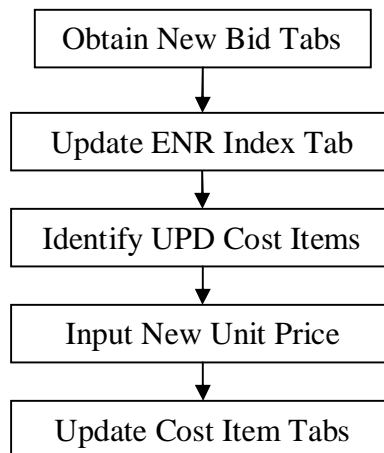 Obtain New Bid Tabs
Update ENR Index Tab
Identify UPD Cost Items
Input New Unit Price
Update Cost Item Tabs